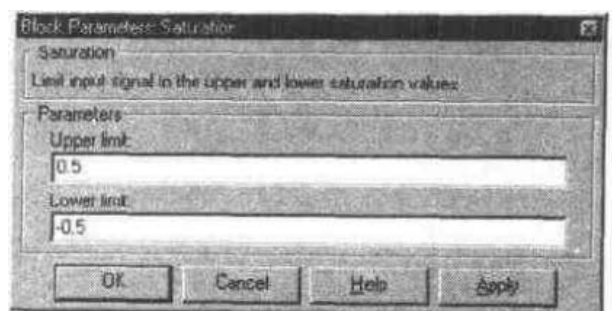 Block Parameters: Saturation
Saturation
Limit input signal in the upper and lower saturation values
Parameters
Upper limit:
0.5
Lower limit:
-0.5
OK
Cancel
Help
Apply